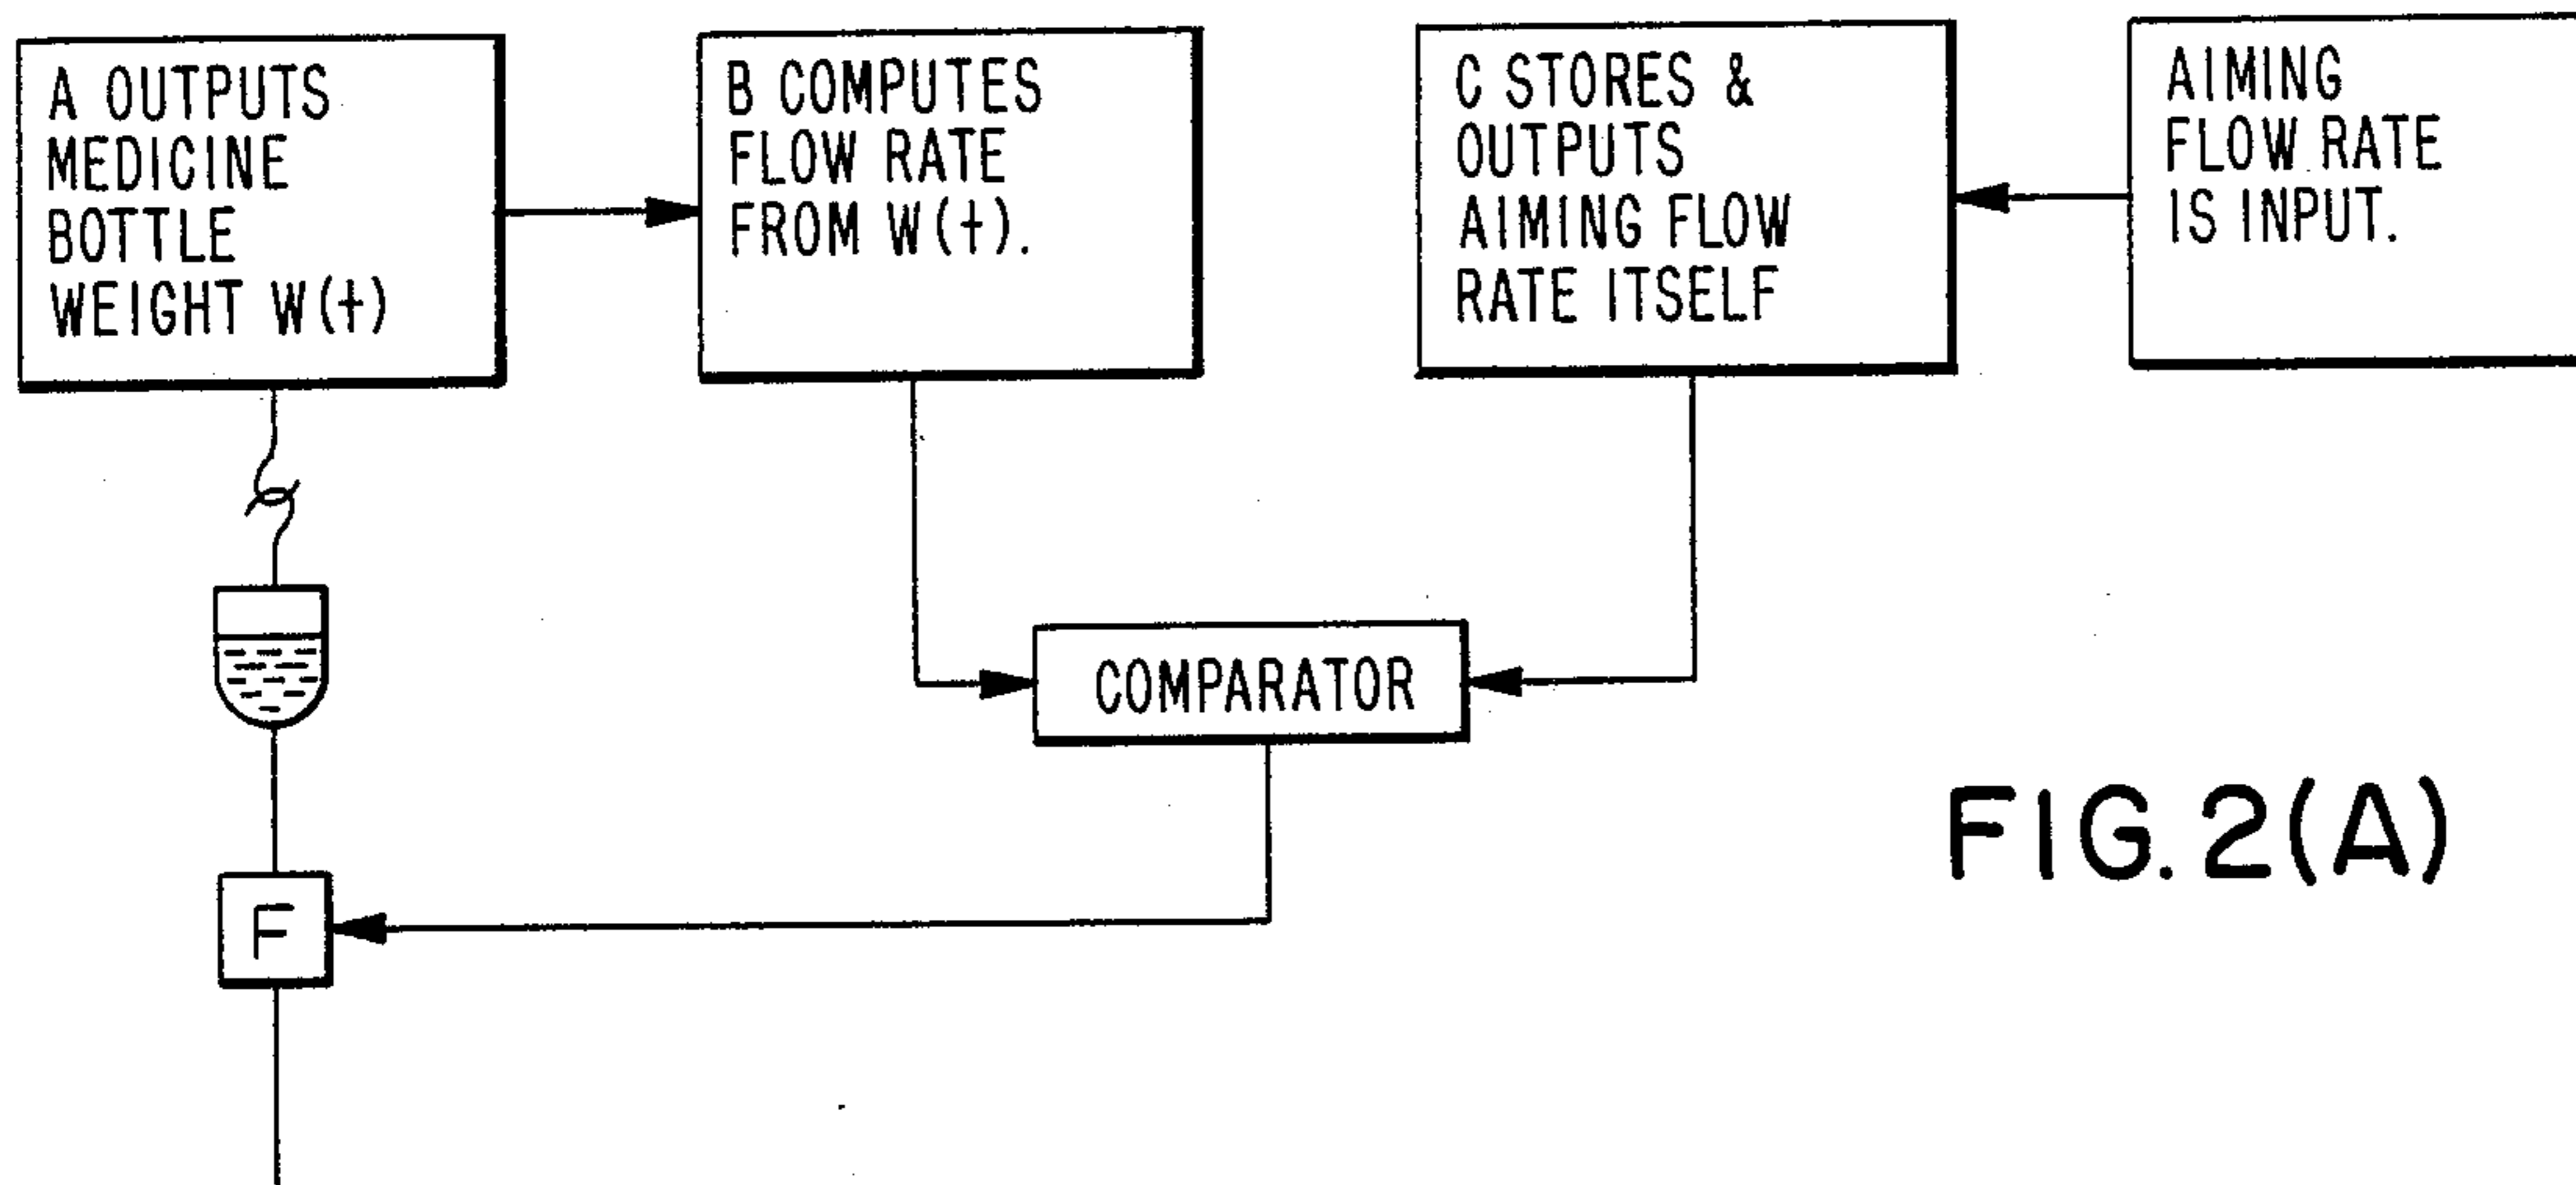 A OUTPUTS
MEDICINE
BOTTLE
WEIGHT W(t)
B COMPUTES
FLOW RATE
FROM W(t).
C STORES &
OUTPUTS
AIMING FLOW
RATE ITSELF
AIMING
FLOW RATE
IS INPUT.
COMPARATOR
F
FIG. 2(A)